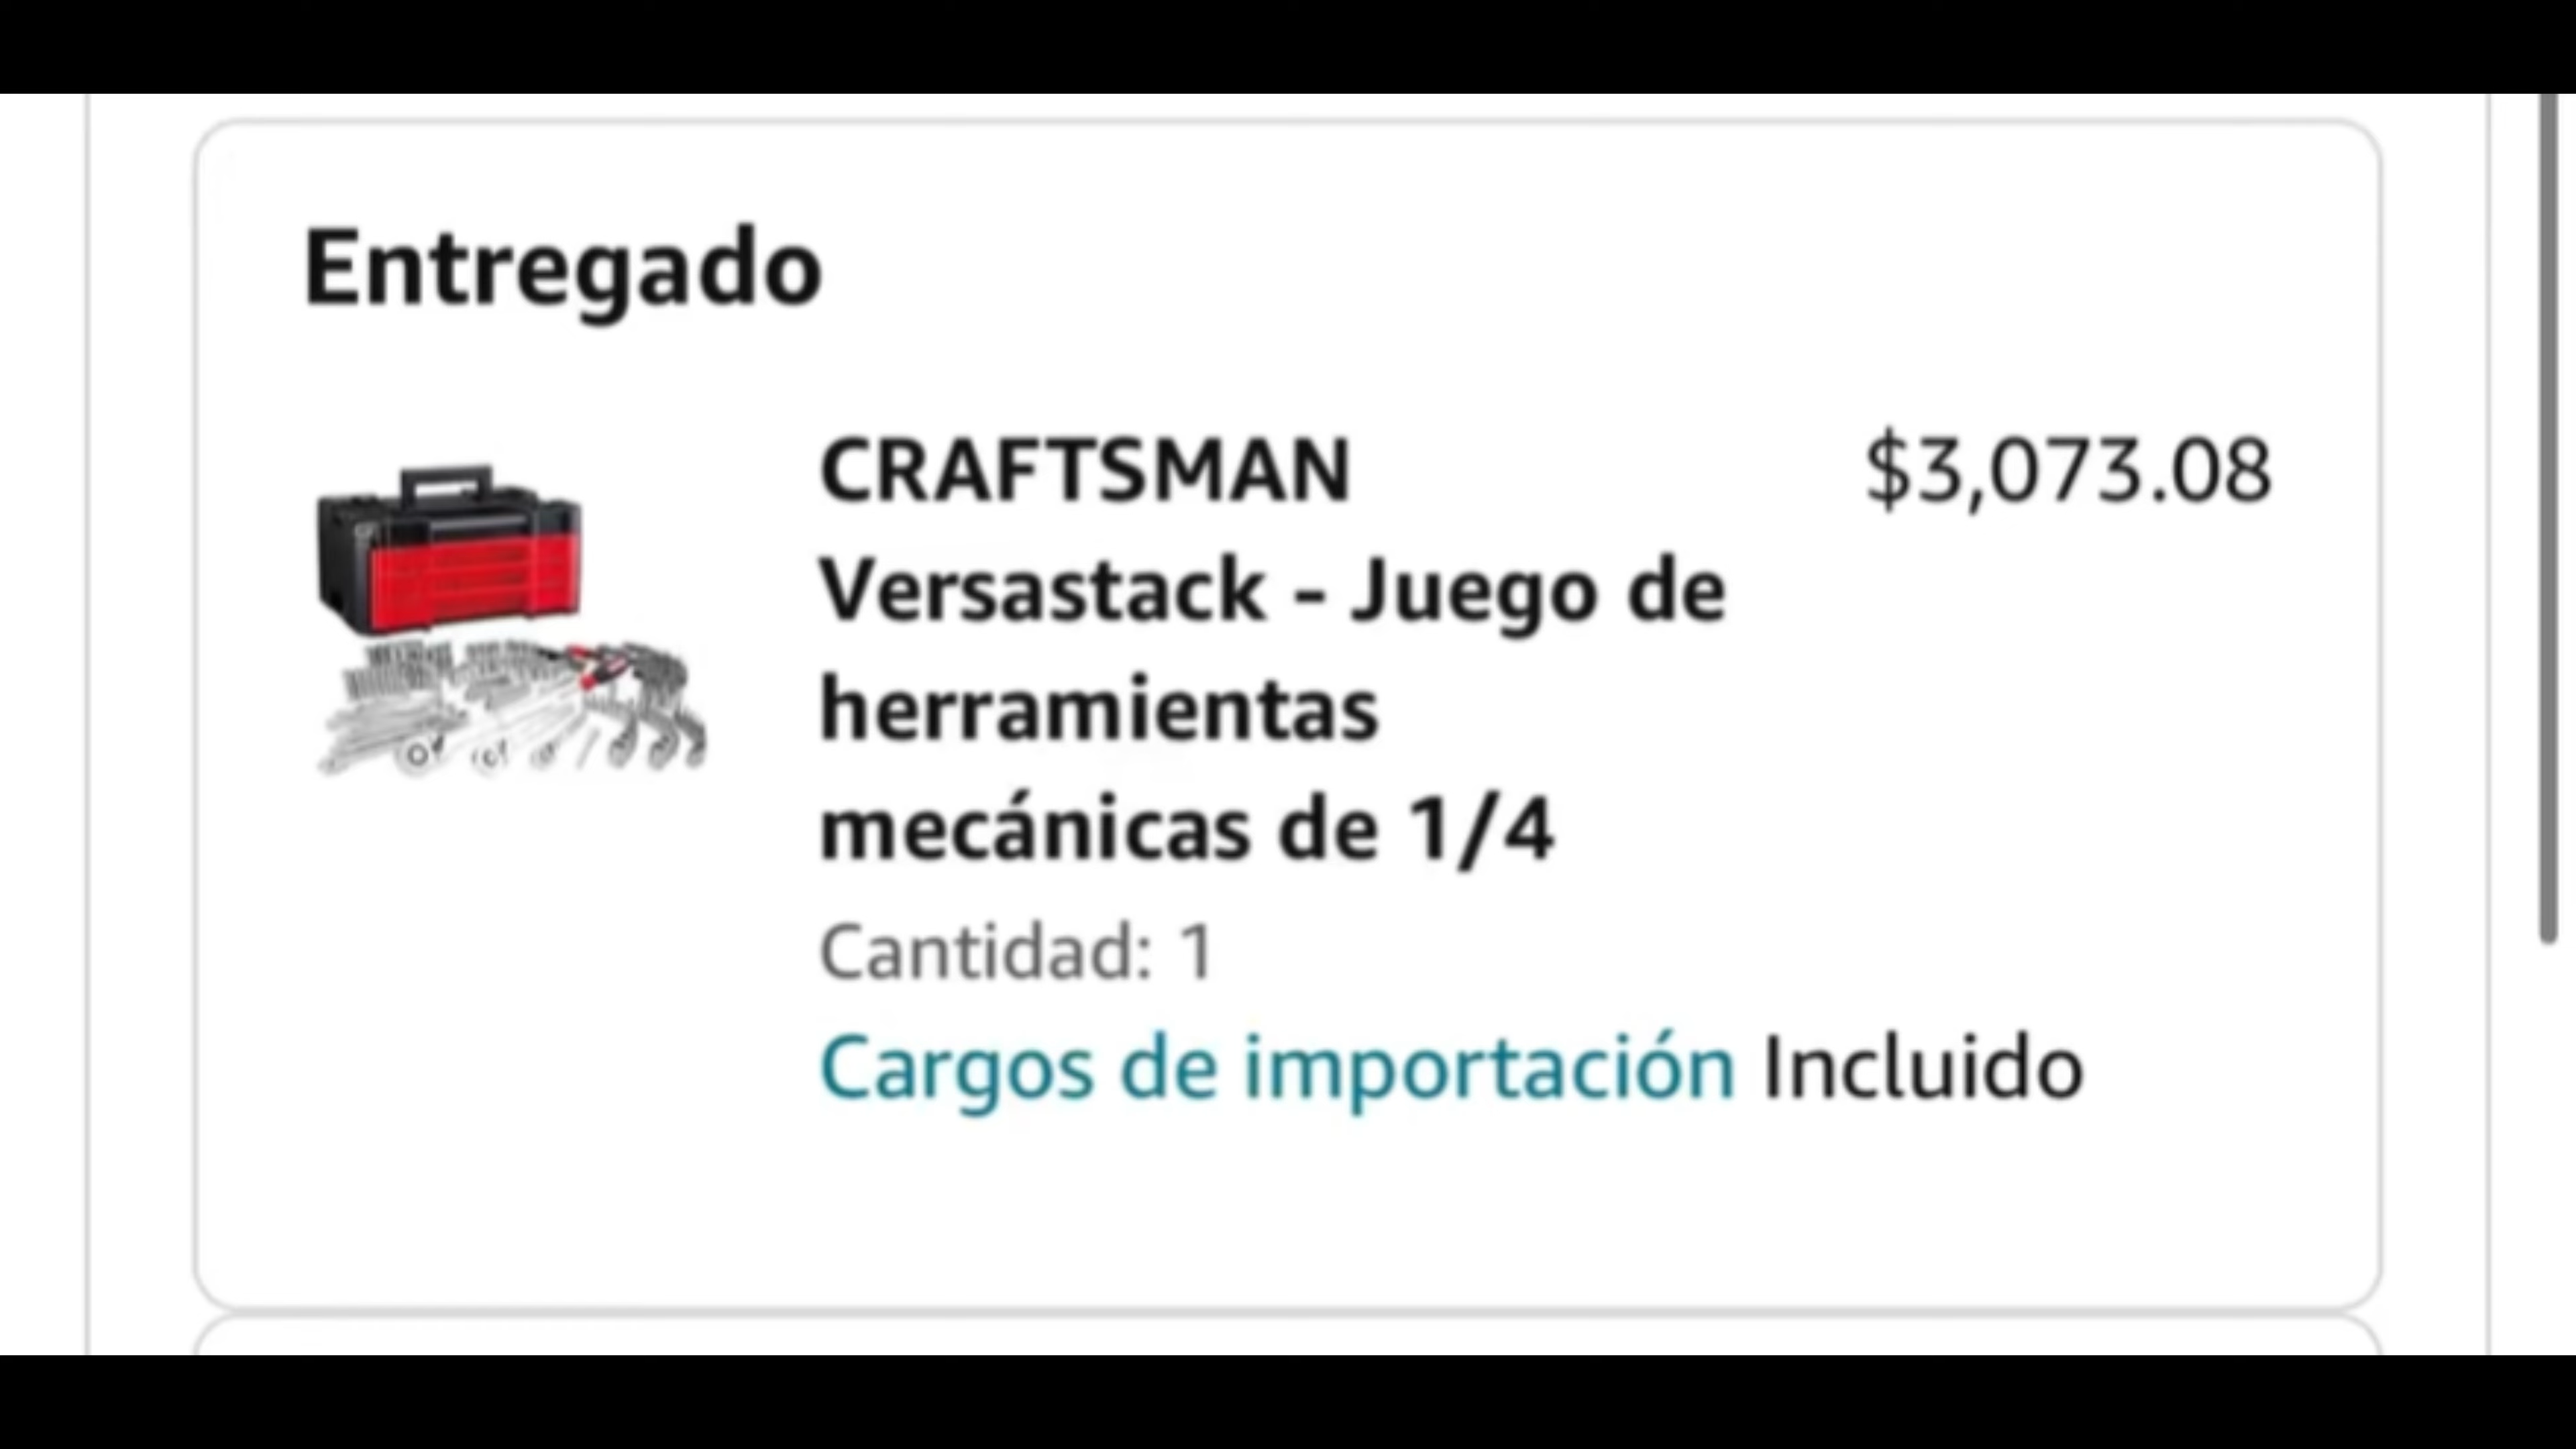 Entregado
CRAFTSMAN
$3,073.08
Versastack - Juego de
herramientas
mecánicas de 1/4
Cantidad: 1
Cargos de importación Incluido